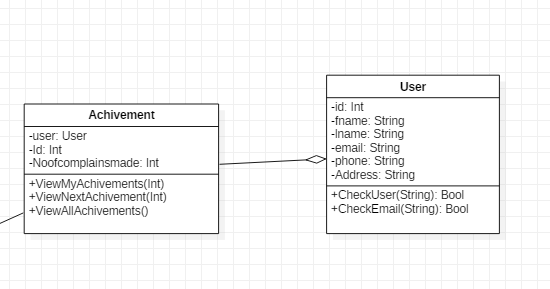 Achivement
-user: User
-Id: Int
-Noofcomplainsmade: Int
+ViewMyAchivements(Int)
+ViewNextAchivement(Int)
+ViewAllAchivements()
User
-id: Int
-fname: String
-lname: String
-email: String
-phone: String
-Address: String
+CheckUser(String): Bool
+CheckEmail(String): Bool